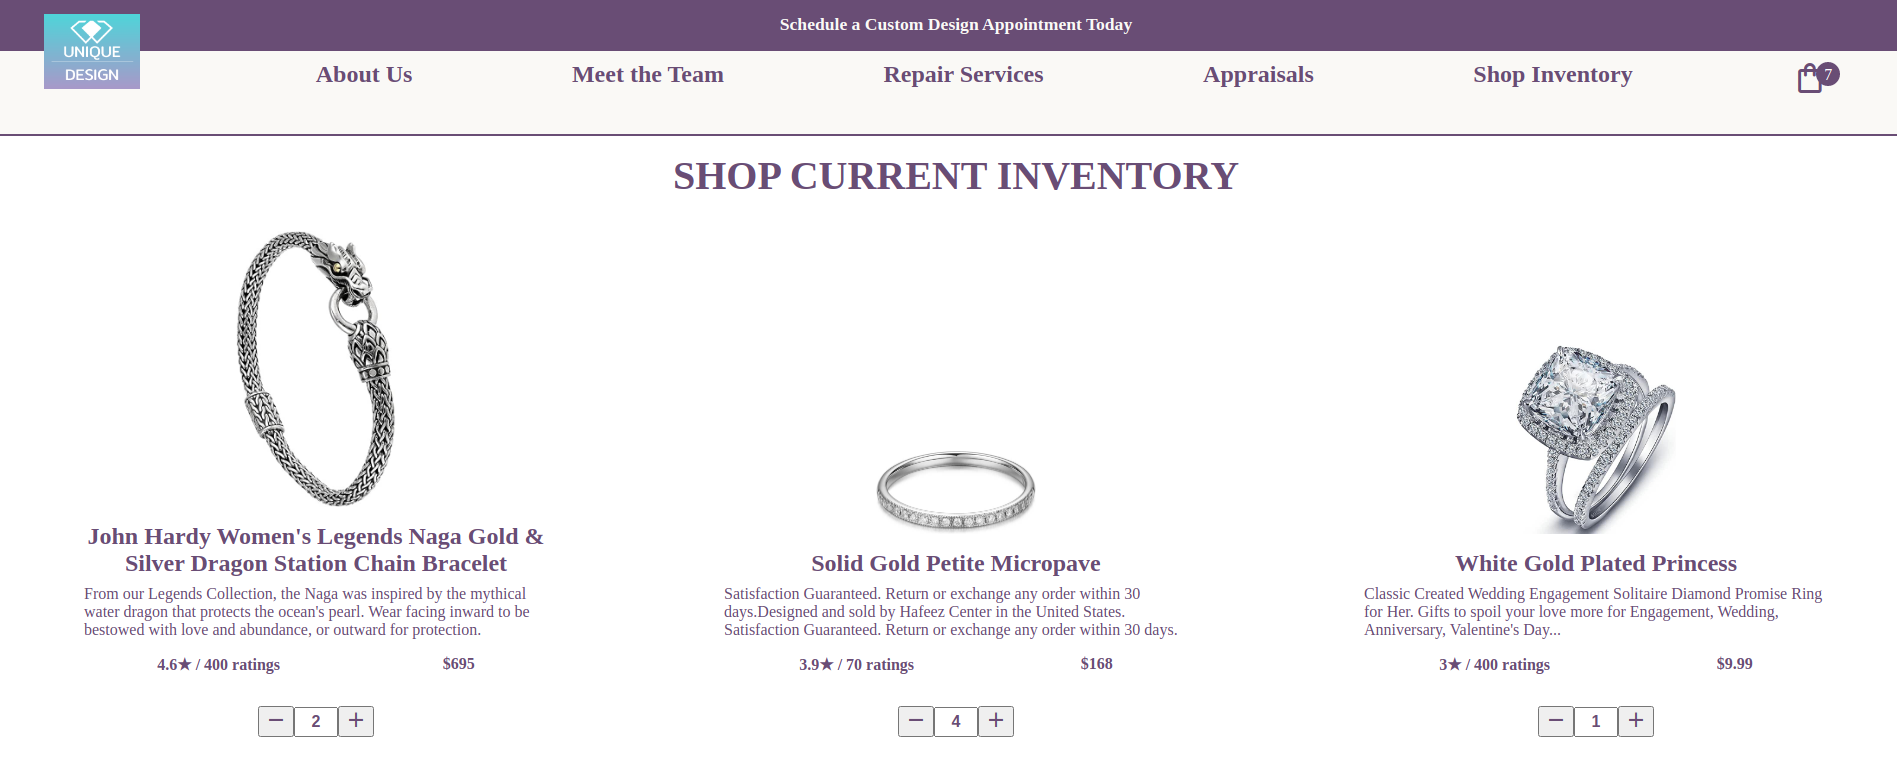 Schedule a Custom Design Appointment Today
UNIQUE
DESIGN
About Us
Meet the Team
Repair Services
Appraisals
Shop Inventory
7
SHOP CURRENT INVENTORY
John Hardy Women's Legends Naga Gold &
Silver Dragon Station Chain Bracelet
From our Legends Collection, the Naga was inspired by the mythical
water dragon that protects the ocean's pearl. Wear facing inward to be
bestowed with love and abundance, or outward for protection.
4.6★ / 400 ratings
$695
− 2 +
Solid Gold Petite Micropave
Satisfaction Guaranteed. Return or exchange any order within 30
days.Designed and sold by Hafeez Center in the United States.
Satisfaction Guaranteed. Return or exchange any order within 30 days.
3.9★ / 70 ratings
$168
− 4 +
White Gold Plated Princess
Classic Created Wedding Engagement Solitaire Diamond Promise Ring
for Her. Gifts to spoil your love more for Engagement, Wedding,
Anniversary, Valentine's Day...
3★ / 400 ratings
$9.99
− 1 +